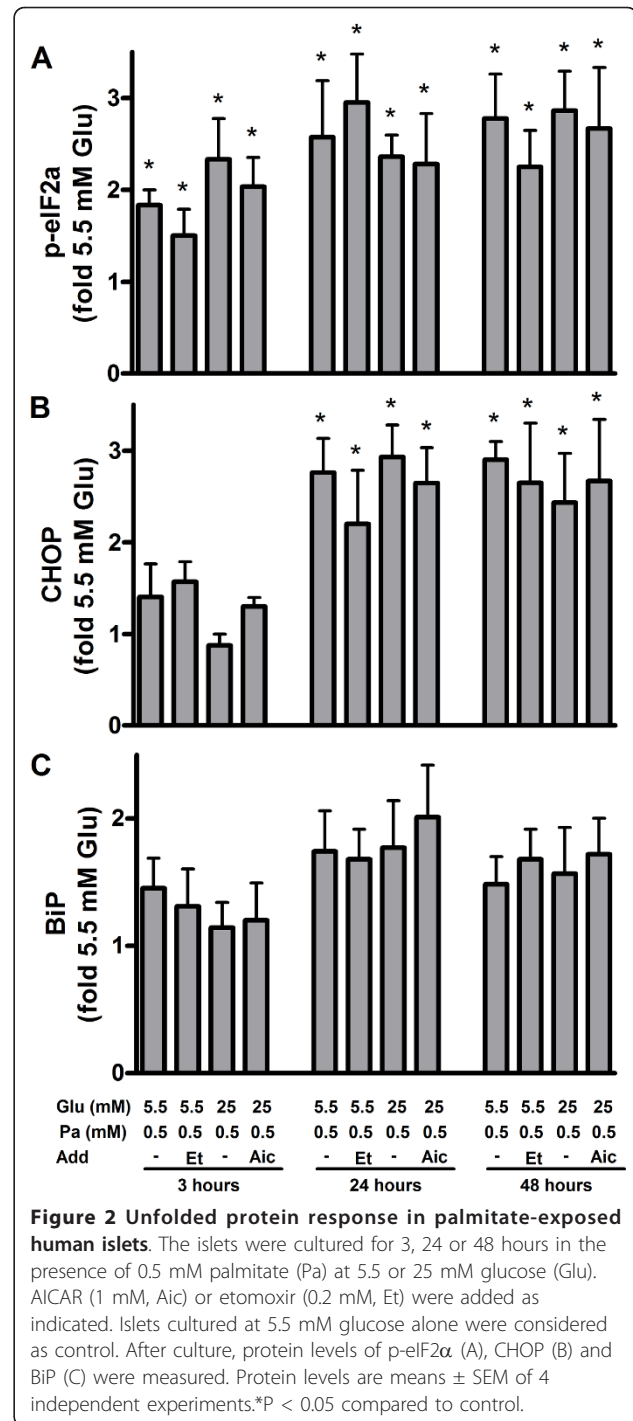 A
* * * * * * * * * * * *
3
2
1
0
p-eIF2a
(fold 5.5 mM Glu)
B
* * * * * * * *
3
2
1
0
CHOP
(fold 5.5 mM Glu)
C
2
1
0
BiP
(fold 5.5 mM Glu)
Glu (mM) 5.5 5.5 25 25 5.5 5.5 25 25 5.5 5.5 25 25
Pa (mM) 0.5 0.5 0.5 0.5 0.5 0.5 0.5 0.5 0.5 0.5 0.5 0.5
Add - Et - Aic - Et - Aic - Et - Aic
3 hours 24 hours 48 hours
Figure 2 Unfolded protein response in palmitate-exposed
human islets. The islets were cultured for 3, 24 or 48 hours in the
presence of 0.5 mM palmitate (Pa) at 5.5 or 25 mM glucose (Glu).
AICAR (1 mM, Aic) or etomoxir (0.2 mM, Et) were added as
indicated. Islets cultured at 5.5 mM glucose alone were considered
as control. After culture, protein levels of p-eIF2α (A), CHOP (B) and
BiP (C) were measured. Protein levels are means ± SEM of 4
independent experiments.*P < 0.05 compared to control.